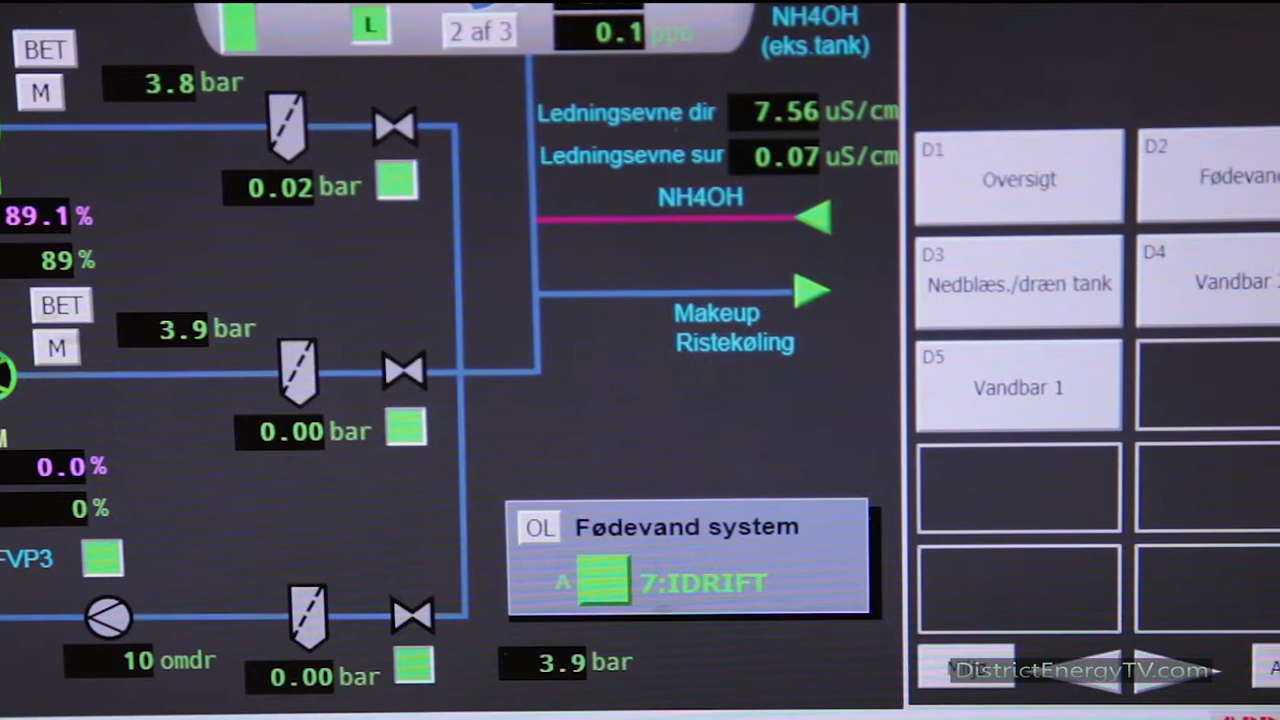 L
2 af 3
0.1 ppb
NH4OH
(eks.tank)
BET
M
3.8 bar
Ledningsevne dir 7.56 uS/cm
Ledningsevne sur 0.07 uS/cm
0.02 bar
NH4OH
89.1 %
89 %
BET
M
3.9 bar
Makeup
Ristekøling
0.00 bar
M
0.0 %
0 %
FVP3
OL Fødevand system
A 7:IDRIFT
10 omdr
0.00 bar
3.9 bar
D1
Oversigt
D2
Fødevan
D3
Nedblæs./dræn tank
D4
Vandbar
D5
Vandbar 1
DistrictEnergyTV.com
A